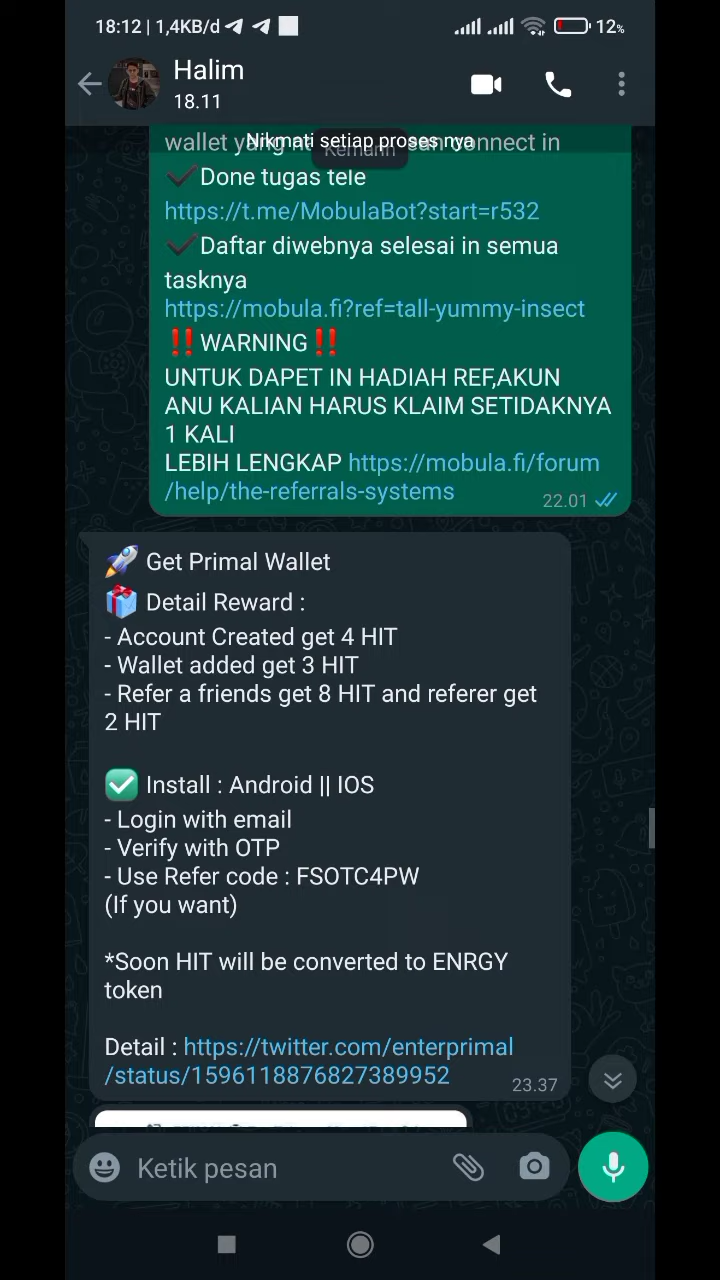 18:12 | 1,4KB/d
12%
Halim
18.11
Nikmati setiap proses nya
Kemarin
wallet yang connect in
Done tugas tele
https://t.me/MobulaBot?start=r532
Daftar diwebnya selesai in semua
tasknya
https://mobula.fi?ref=tall-yummy-insect
‼️WARNING‼️
UNTUK DAPET IN HADIAH REF,AKUN
ANU KALIAN HARUS KLAIM SETIDAKNYA
1 KALI
LEBIH LENGKAP https://mobula.fi/forum
/help/the-referrals-systems
22.01
🚀 Get Primal Wallet
🎁 Detail Reward :
- Account Created get 4 HIT
- Wallet added get 3 HIT
- Refer a friends get 8 HIT and referer get
2 HIT
✅ Install : Android || IOS
- Login with email
- Verify with OTP
- Use Refer code : FSOTC4PW
(If you want)
*Soon HIT will be converted to ENRGY
token
Detail : https://twitter.com/enterprimal
/status/1596118876827389952
23.37
Ketik pesan